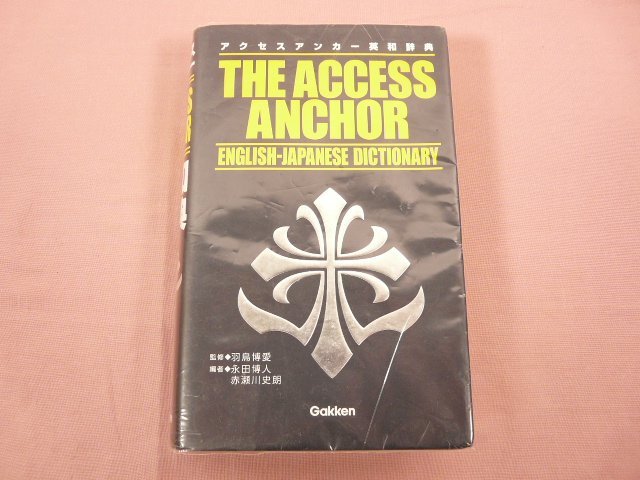 アクセスアンカー英和辞典
THE ACCESS
ANCHOR
ENGLISH-JAPANESE DICTIONARY
監修◆羽鳥博愛
編者◆永田博人
赤瀬川史朗
Gakken